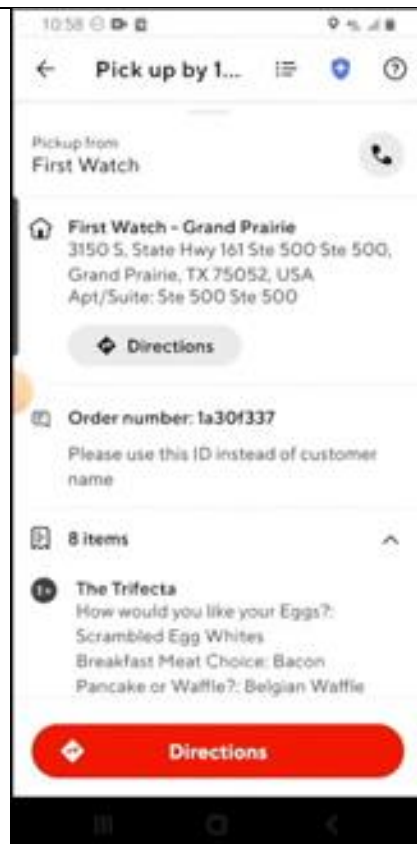 10:58
Pick up by 1...
Pickup from
First Watch
First Watch - Grand Prairie
3150 S, State Hwy 161 Ste 500 Ste 500,
Grand Prairie, TX 75052, USA
Apt/Suite: Ste 500 Ste 500
Directions
Order number: 1a30f337
Please use this ID instead of customer
name
8 items
1×
The Trifecta
How would you like your Eggs?:
Scrambled Egg Whites
Breakfast Meat Choice: Bacon
Pancake or Waffle?: Belgian Waffle
Directions